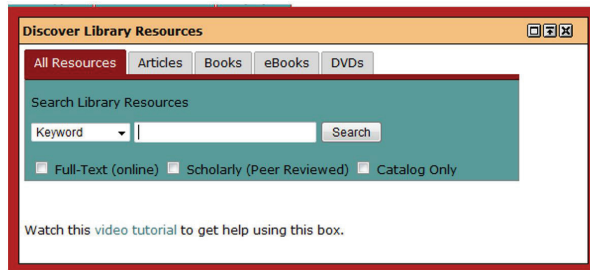 Discover Library Resources
All Resources Articles Books eBooks DVDs
Search Library Resources
Keyword Search
Full-Text (online) Scholarly (Peer Reviewed) Catalog Only
Watch this video tutorial to get help using this box.